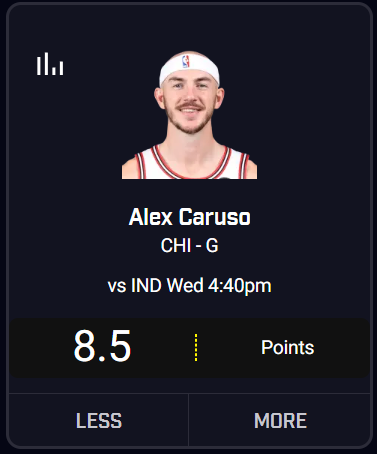 Alex Caruso
CHI - G
vs IND Wed 4:40pm
8.5 Points
LESS MORE